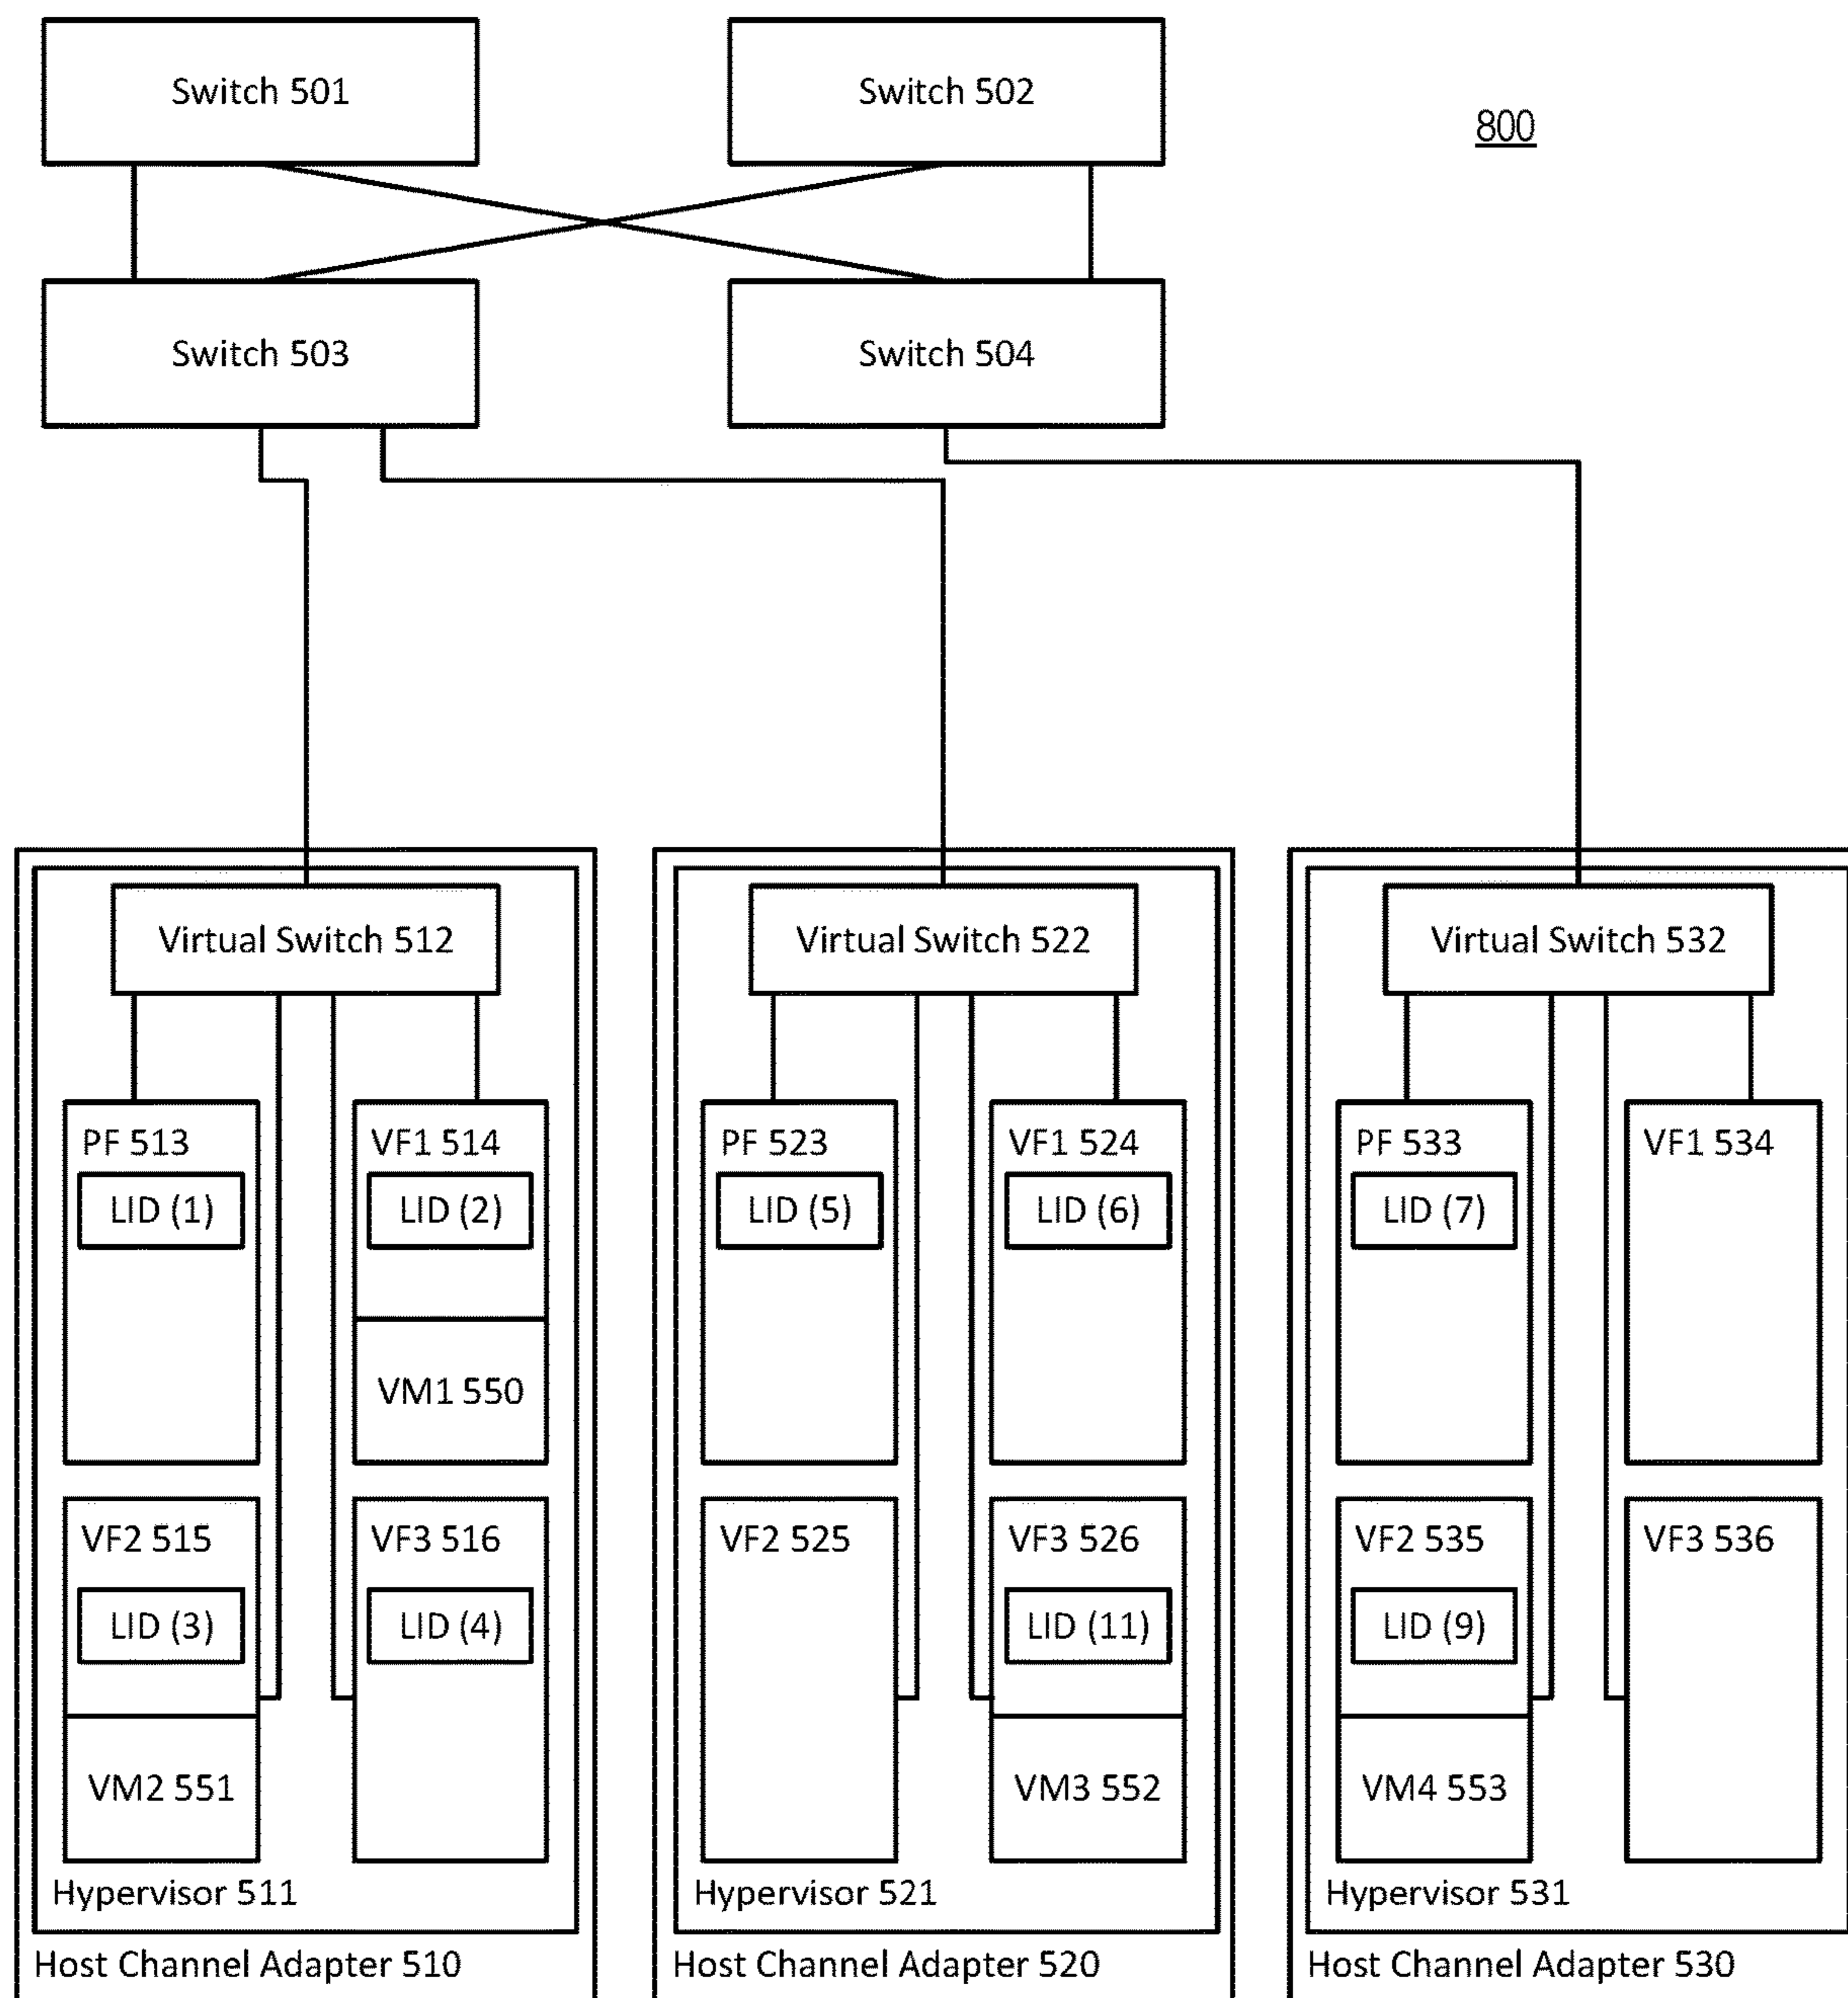 Switch 501
Switch 502
800
Switch 503
Switch 504
Virtual Switch 512
Virtual Switch 522
Virtual Switch 532
PF 513
LID (1)
VF1 514
LID (2)
VM1 550
PF 523
LID (5)
VF1 524
LID (6)
PF 533
LID (7)
VF1 534
VF2 515
LID (3)
VM2 551
VF3 516
LID (4)
VF2 525
VF3 526
LID (11)
VM3 552
VF2 535
LID (9)
VM4 553
VF3 536
Hypervisor 511
Hypervisor 521
Hypervisor 531
Host Channel Adapter 510
Host Channel Adapter 520
Host Channel Adapter 530